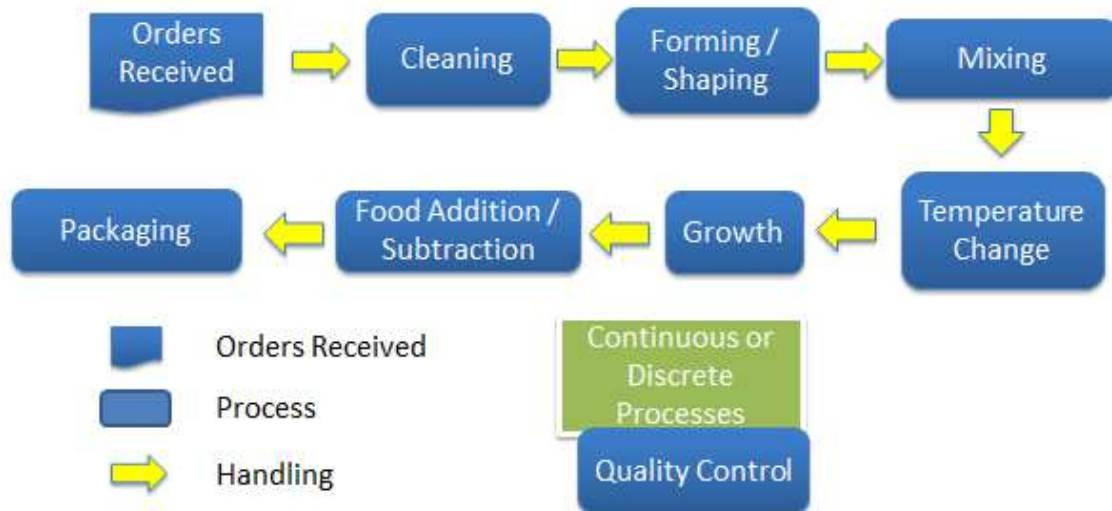 Orders
Received
Cleaning
Forming /
Shaping
Mixing
Packaging
Food Addition /
Subtraction
Growth
Temperature
Change
Orders Received
Process
Handling
Continuous or
Discrete
Processes
Quality Control